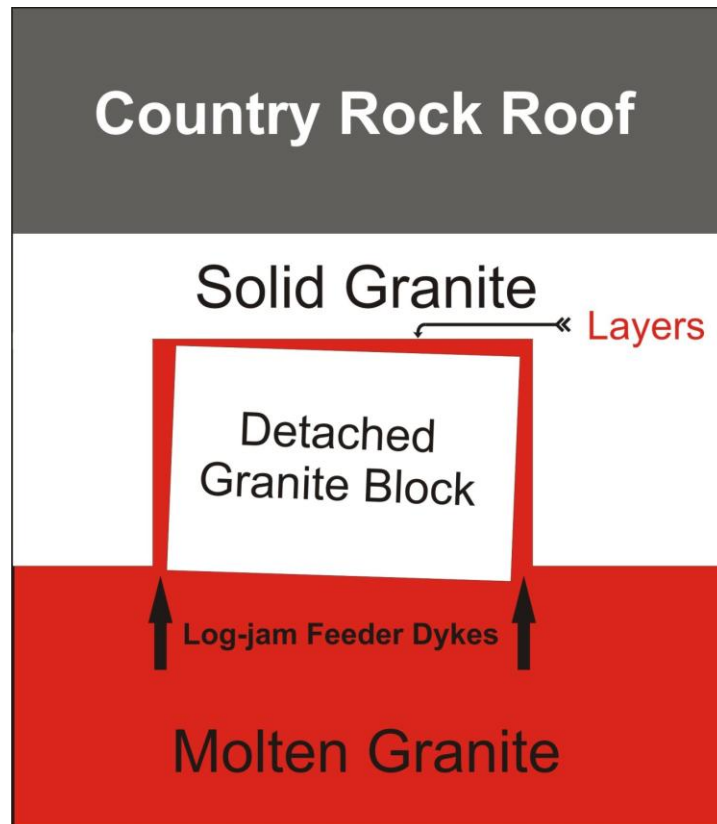 Country Rock Roof
Solid Granite
Layers
Detached
Granite Block
Log-jam Feeder Dykes
Molten Granite